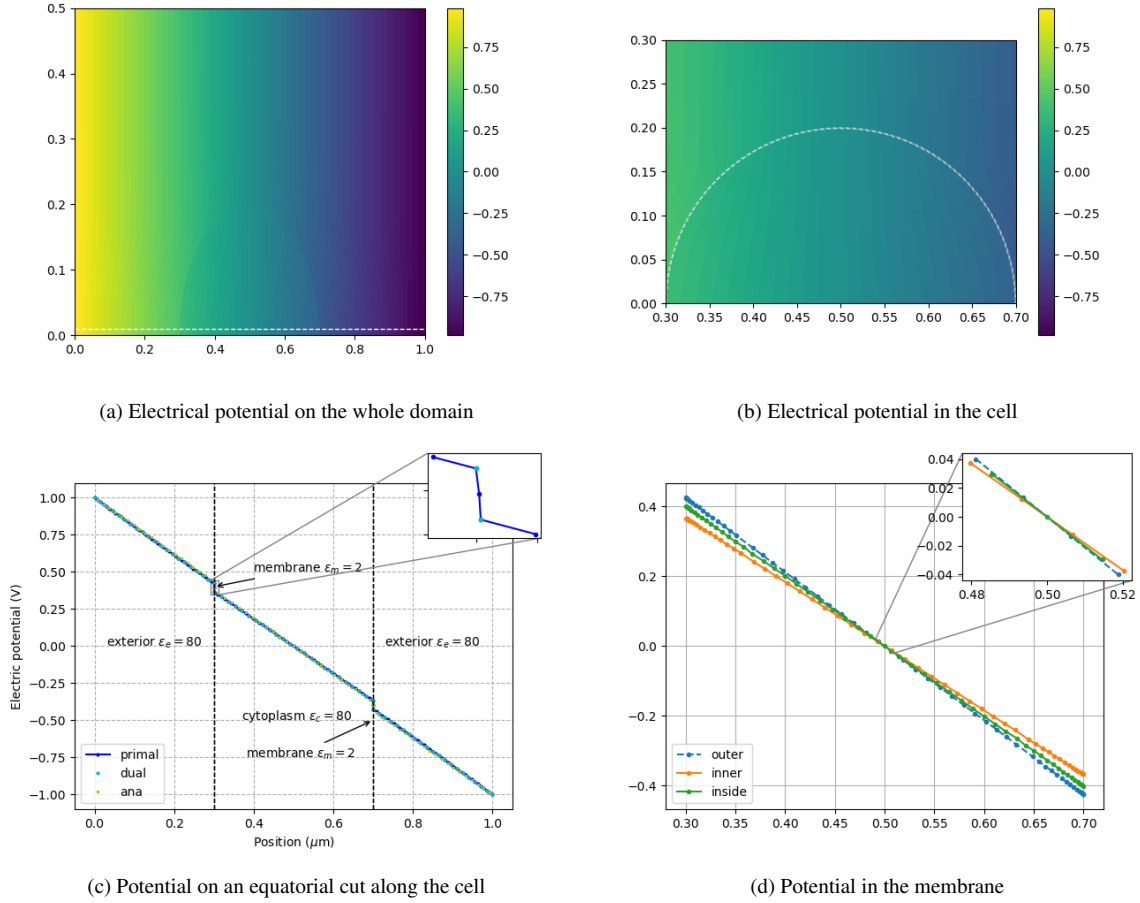 0.5
0.4
0.3
0.2
0.1
0.0
0.0 0.2 0.4 0.6 0.8 1.0
0.75
0.50
0.25
0.00
−0.25
−0.50
−0.75
(a) Electrical potential on the whole domain
0.30
0.25
0.20
0.15
0.10
0.05
0.00
0.30 0.35 0.40 0.45 0.50 0.55 0.60 0.65 0.70
0.75
0.50
0.25
0.00
−0.25
−0.50
−0.75
(b) Electrical potential in the cell
Electric potential (V)
1.00
0.75
0.50
0.25
0.00
−0.25
−0.50
−0.75
−1.00
membrane εm = 2
exterior εe = 80
exterior εe = 80
cytoplasm εc = 80
membrane εm = 2
primal
dual
ana
0.0 0.2 0.4 0.6 0.8 1.0
Position (μm)
(c) Potential on an equatorial cut along the cell
0.04
0.02
0.00
−0.02
−0.04
0.48 0.50 0.52
0.4
0.2
0.0
−0.2
−0.4
outer
inner
inside
0.30 0.35 0.40 0.45 0.50 0.55 0.60 0.65 0.70
(d) Potential in the membrane